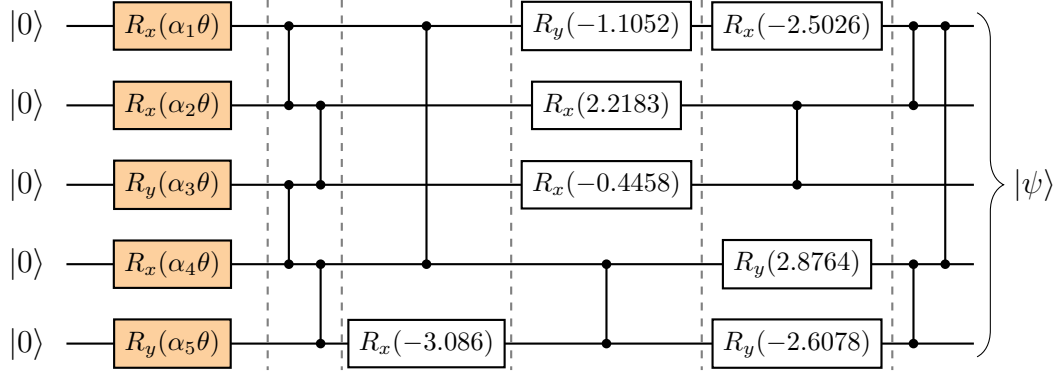 |0⟩ R_x(α_1θ) R_y(−1.1052) R_x(−2.5026)
|0⟩ R_x(α_2θ) R_x(2.2183)
|0⟩ R_y(α_3θ) R_x(−0.4458) |ψ⟩
|0⟩ R_x(α_4θ) R_y(2.8764)
|0⟩ R_y(α_5θ) R_x(−3.086) R_y(−2.6078)